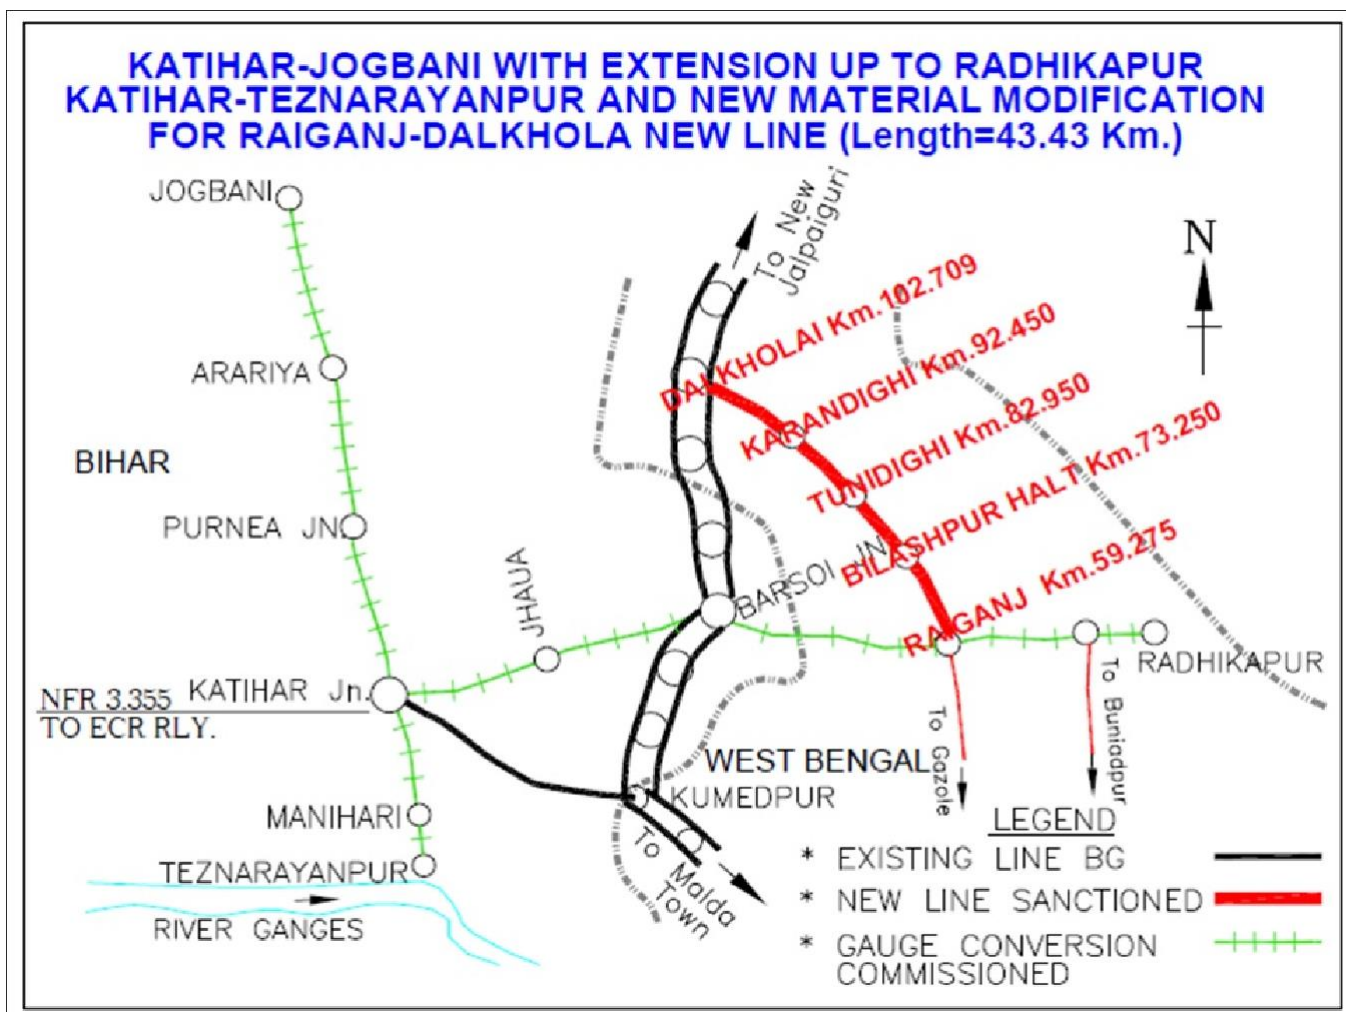 KATIHAR-JOGBANI WITH EXTENSION UP TO RADHIKAPUR
KATIHAR-TEZNARAYANPUR AND NEW MATERIAL MODIFICATION
FOR RAIGANJ-DALKHOLA NEW LINE (Length=43.43 Km.)
JOGBANI
To New
Jalpaiguri
N
DALKHOLAI Km.102.709
ARARIYA
KARANDIGHI Km.92.450
TUNIDIGHI Km.82.950
BIHAR
BILASHPUR HALT Km.73.250
PURNEA JN.
JHAUA
BARSOI JN
RAIGANJ Km.59.275
RADHIKAPUR
KATIHAR Jn.
NFR 3.355
TO ECR RLY.
To Gazole
To Buniadpur
WEST BENGAL
KUMEDPUR
MANIHARI
To Malda
Town
TEZNARAYANPUR
RIVER GANGES
LEGEND
* EXISTING LINE BG
* NEW LINE SANCTIONED
* GAUGE CONVERSION
COMMISSIONED